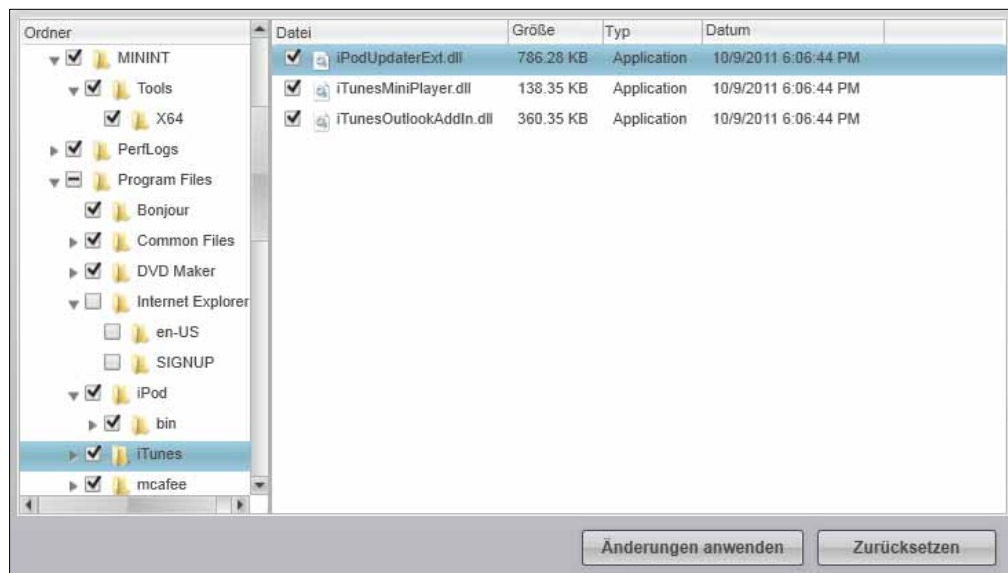 Ordner
MININT
Tools
X64
PerfLogs
Program Files
Bonjour
Common Files
DVD Maker
Internet Explorer
en-US
SIGNUP
iPod
bin
iTunes
mcafee
Datei Größe Typ Datum
iPodUpdaterExt.dll 786.28 KB Application 10/9/2011 6:06:44 PM
iTunesMiniPlayer.dll 138.35 KB Application 10/9/2011 6:06:44 PM
iTunesOutlookAddIn.dll 360.35 KB Application 10/9/2011 6:06:44 PM
Änderungen anwenden
Zurücksetzen